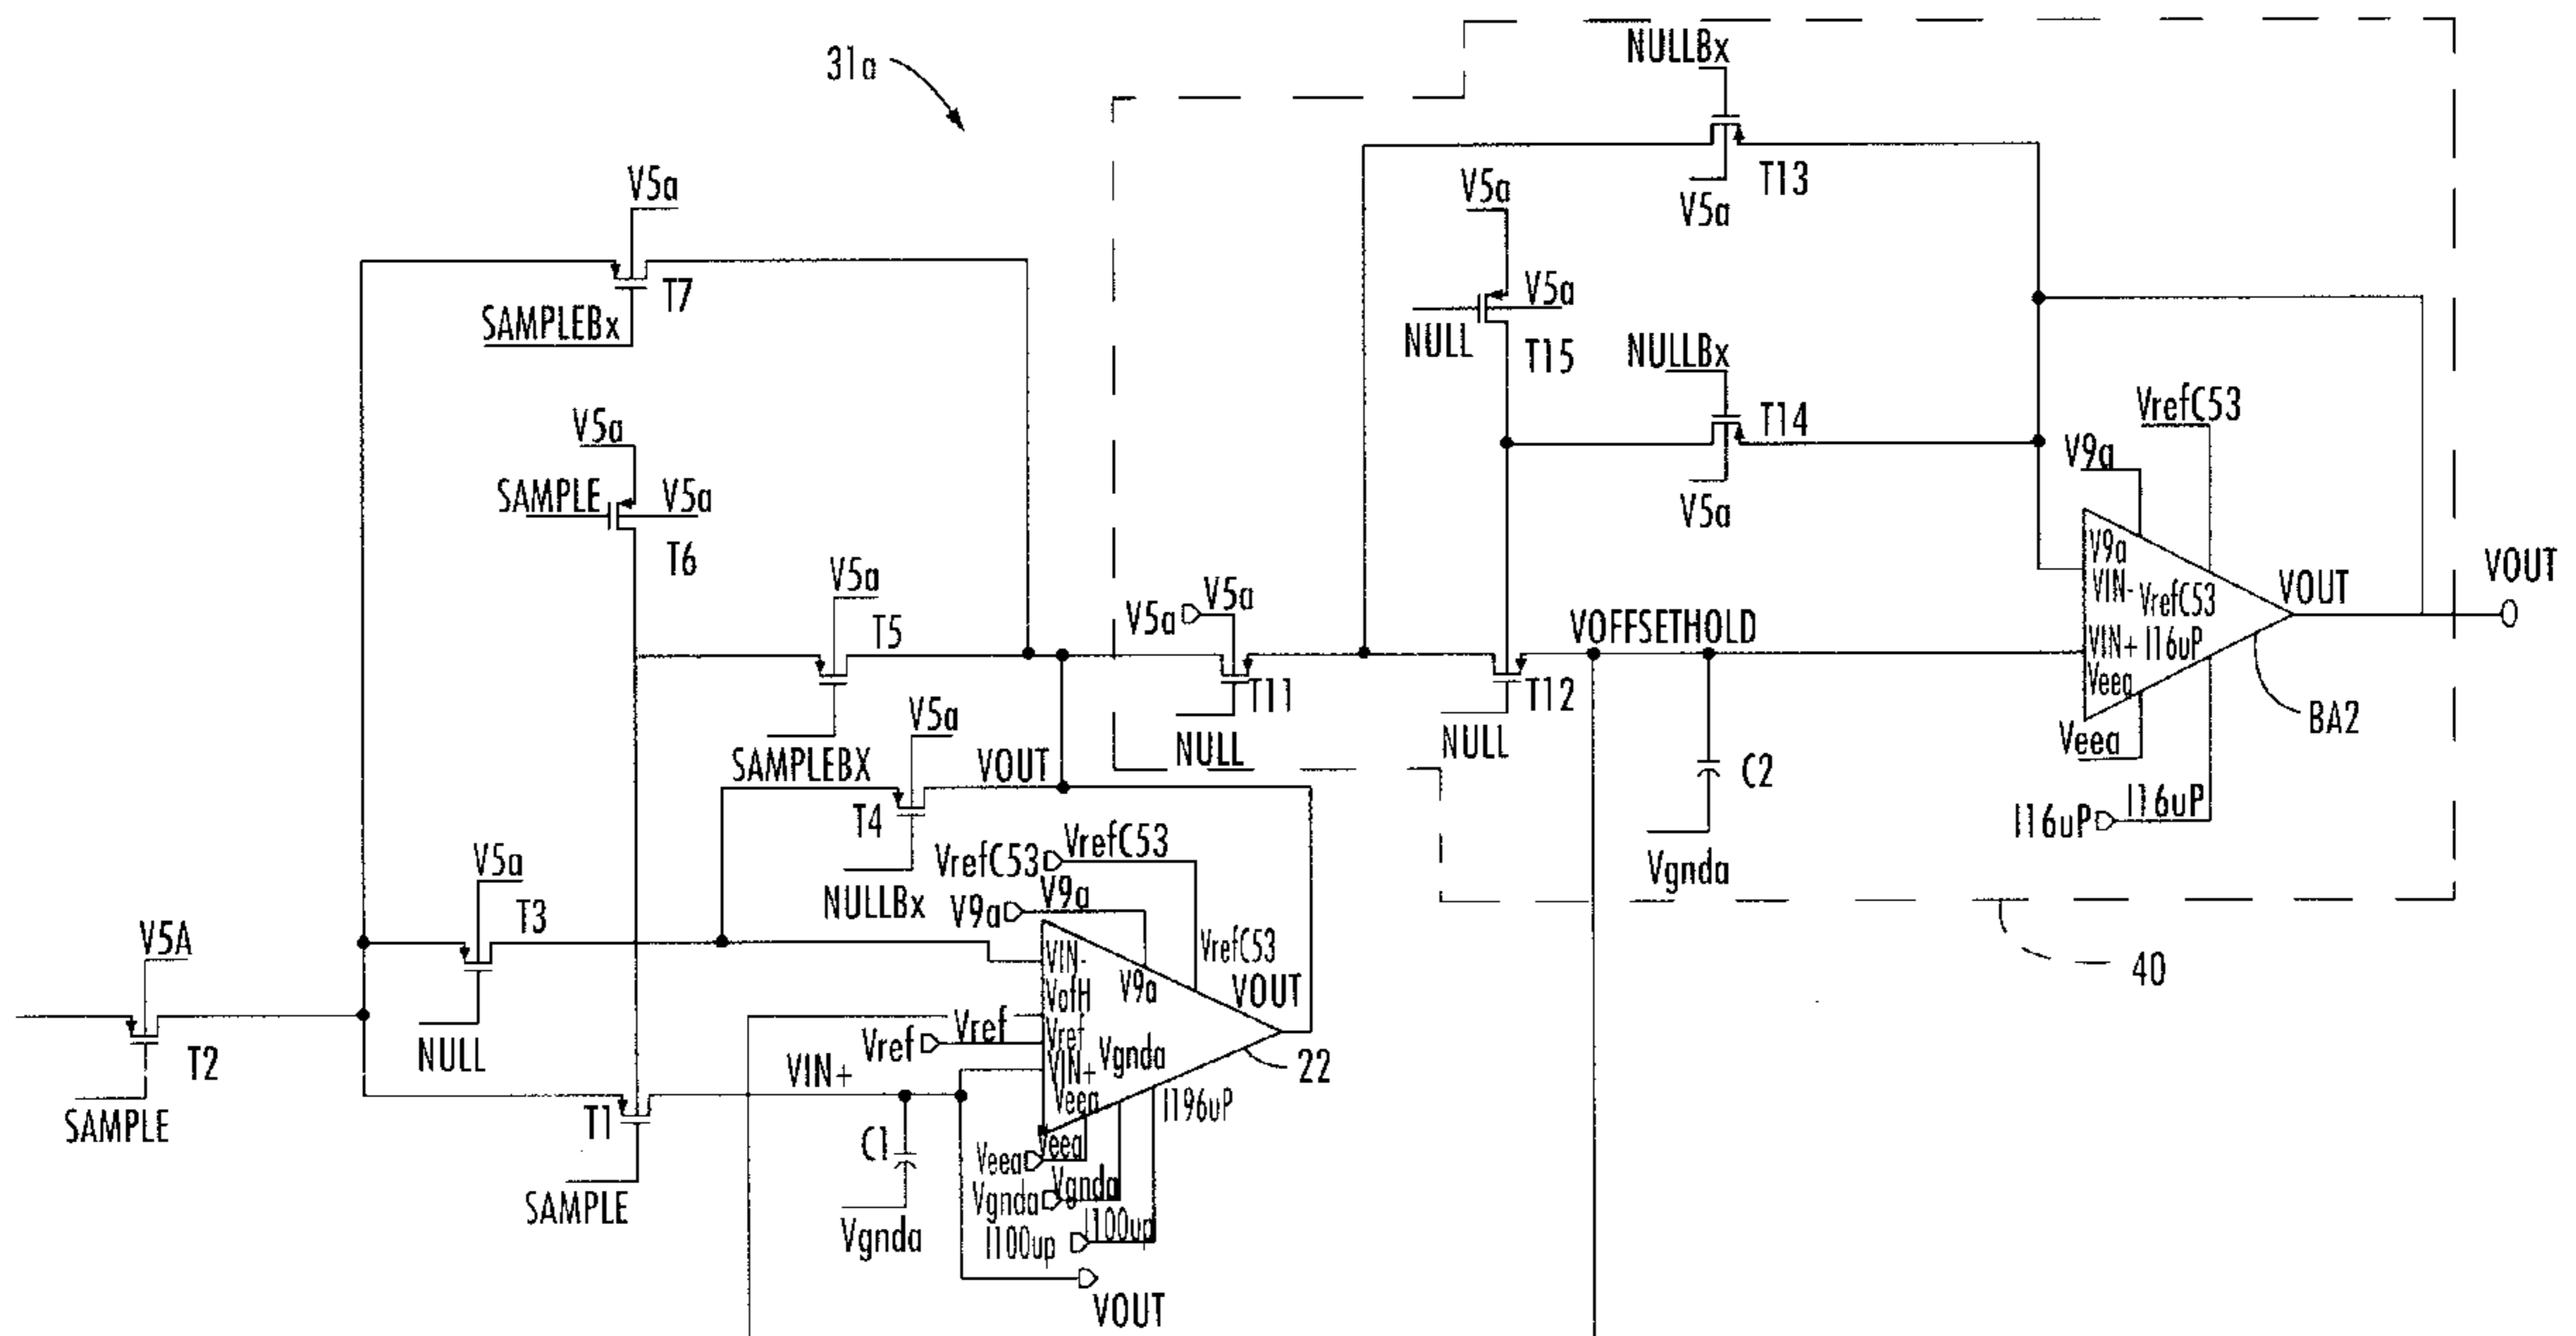 31a
NULLBx
V5a
T13
V5a
V5a
V5a
T7
SAMPLEBx
V5a
NULL
T15
NULLBx
T14
V5a
VrefC53
V9a
V5a
SAMPLE
V5a
T6
V5a
T5
V5a
V5a
T11
NULL
T12
NULL
VOFFSETHOLD
V9a
VIN-
VrefC53
VIN+
I16uP
Veea
VOUT
VOUT
BA2
Veea
I16uP
I16uP
C2
Vgnda
40
V5a
SAMPLEBX
VOUT
T4
NULLBx
VrefC53
VrefC53
V9a
V9a
V5a
T3
NULL
V5A
T2
SAMPLE
VIN-
VofH
Vref
VIN+
Veea
V9a
Vgnda
VrefC53
VOUT
22
I196uP
Vref
Vref
VIN+
T1
SAMPLE
C1
Vgnda
Veea
Veea
Vgnda
Vgnda
I100up
I100up
VOUT